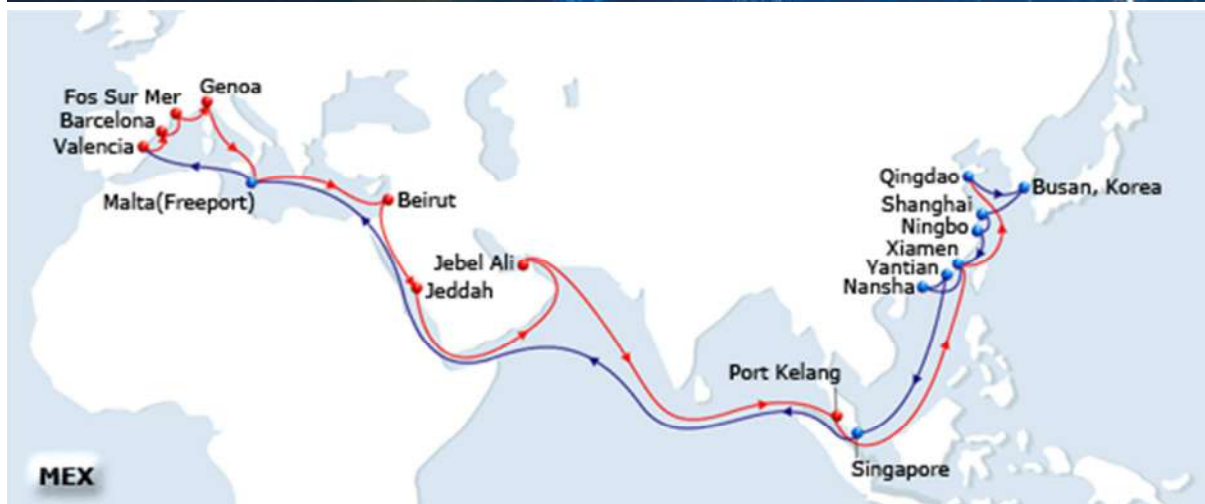 Genoa
Fos Sur Mer
Barcelona
Valencia
Malta(Freeport)
Beirut
Jebel Ali
Jeddah
Qingdao
Busan, Korea
Shanghai
Ningbo
Xiamen
Yantian
Nansha
Port Kelang
Singapore
MEX